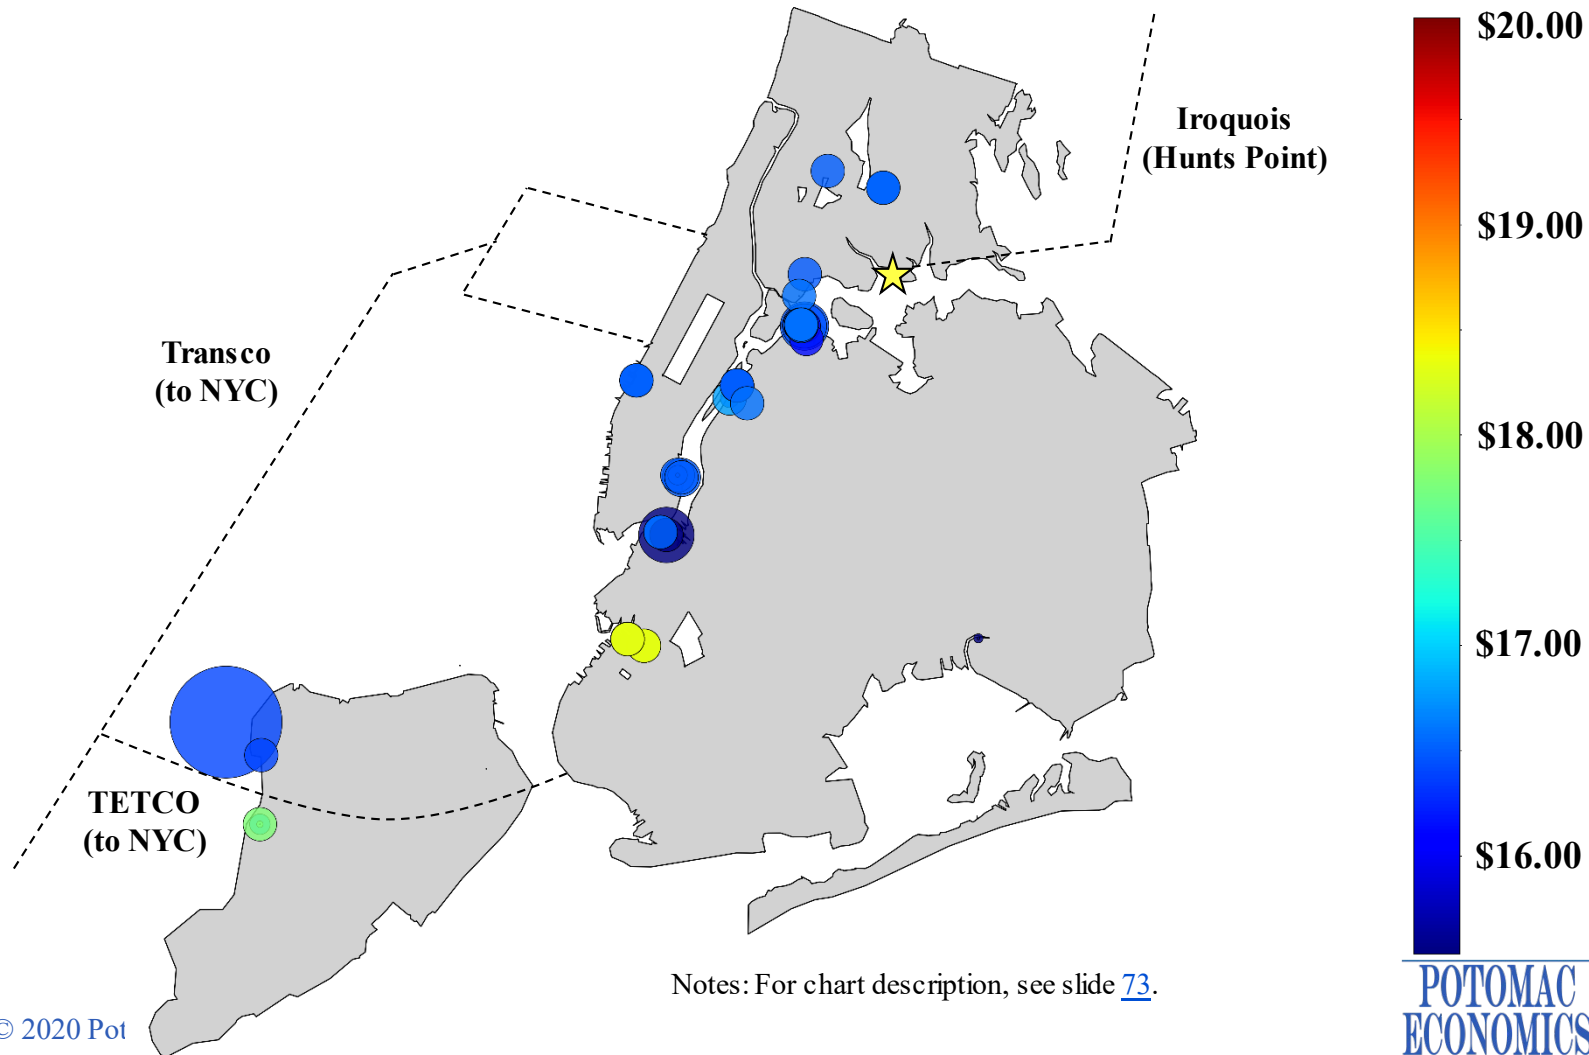 $20.00
Iroquois
(Hunts Point)
$19.00
Transco
(to NYC)
$18.00
$17.00
TETCO
(to NYC)
$16.00
Notes: For chart description, see slide 73.
© 2020 Pot
POTOMAC
ECONOMICS